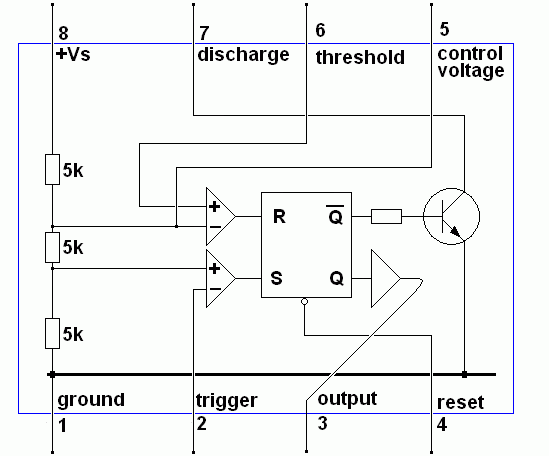 8
+Vs
7
discharge
6
threshold
5
control
voltage
5k
+
−
R
Q̅
5k
+
−
S
Q
5k
ground
1
trigger
2
output
3
reset
4